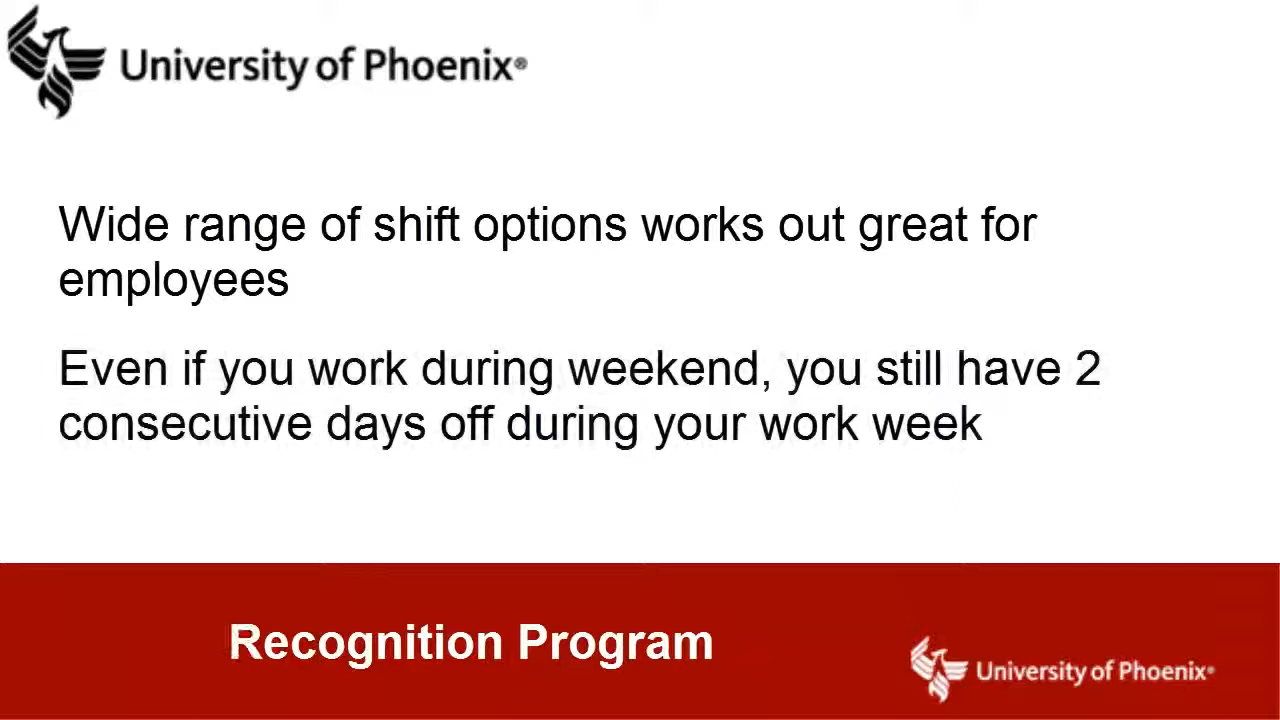 University of Phoenix®
Wide range of shift options works out great for
employees
Even if you work during weekend, you still have 2
consecutive days off during your work week
Recognition Program
University of Phoenix®